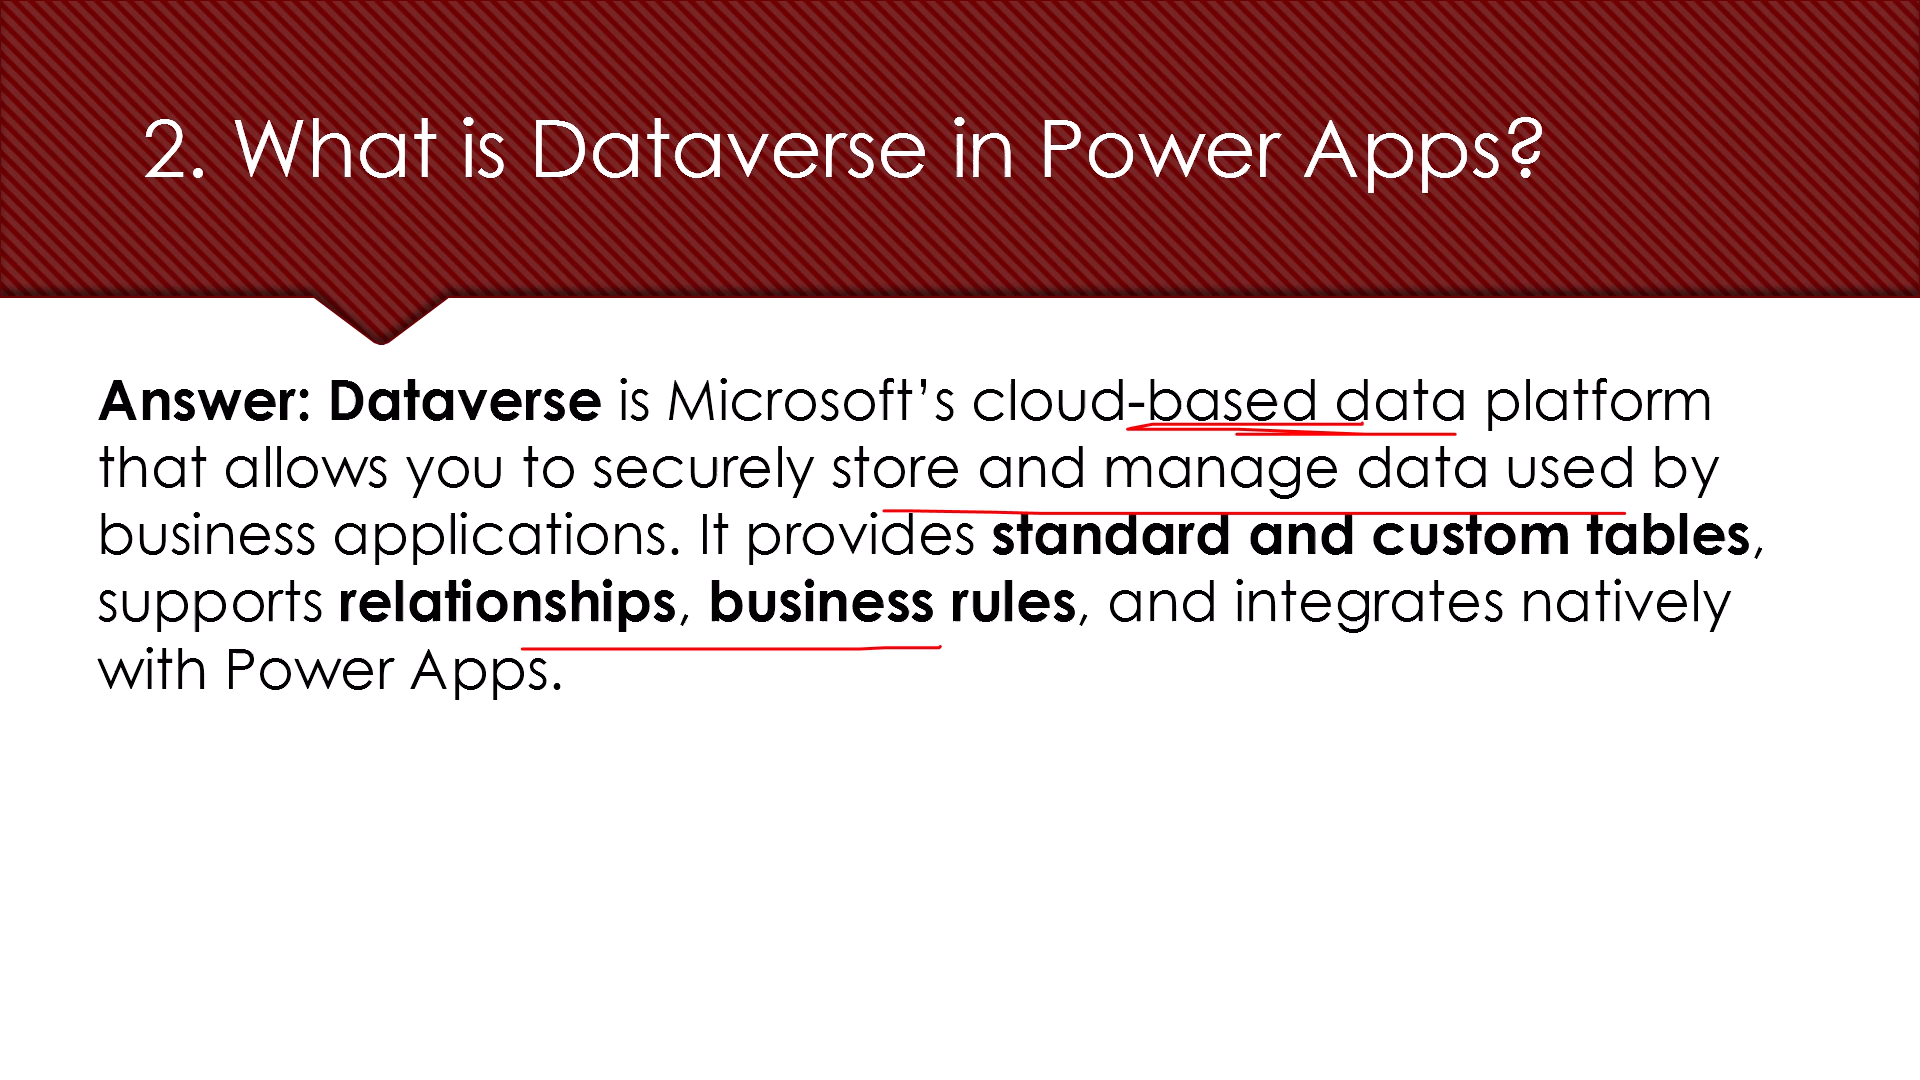 2. What is Dataverse in Power Apps?
Answer: Dataverse is Microsoft’s cloud-based data platform
that allows you to securely store and manage data used by
business applications. It provides standard and custom tables,
supports relationships, business rules, and integrates natively
with Power Apps.